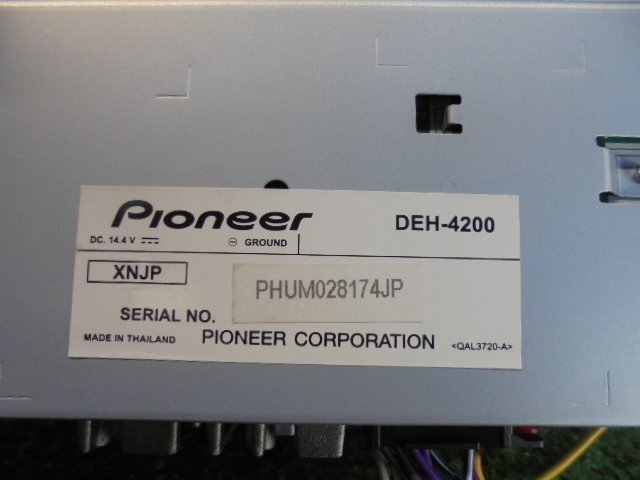 Pioneer DEH-4200
DC. 14.4 V ⎓ ⊖ GROUND
XNJP
SERIAL NO. PHUM028174JP
MADE IN THAILAND PIONEER CORPORATION <QAL3720-A>